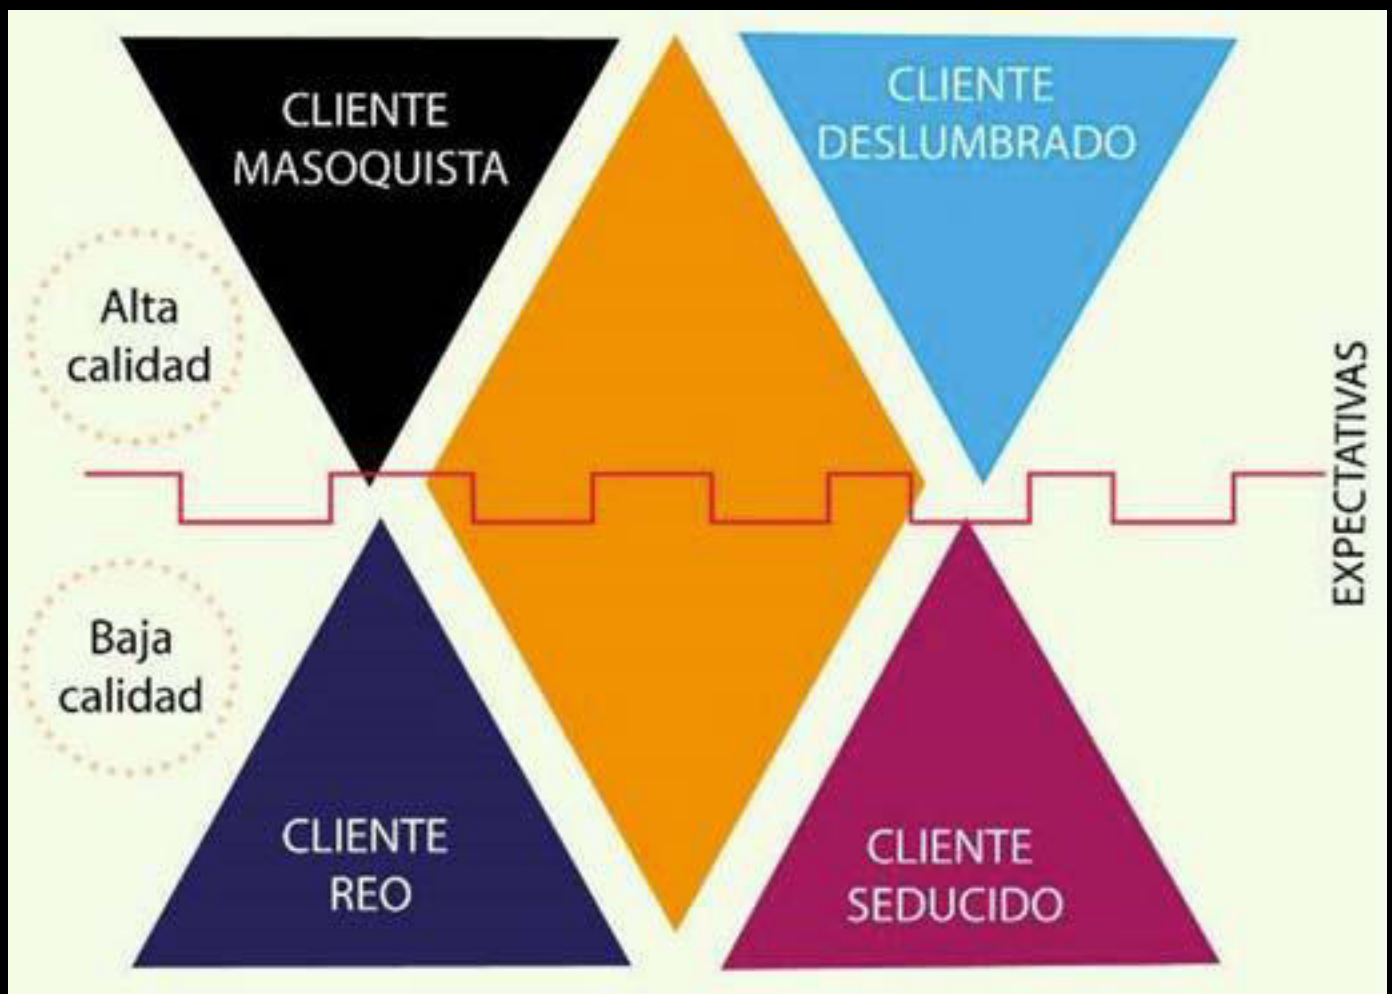 CLIENTE
MASOQUISTA
CLIENTE
DESLUMBRADO
Alta
calidad
EXPECTATIVAS
Baja
calidad
CLIENTE
REO
CLIENTE
SEDUCIDO